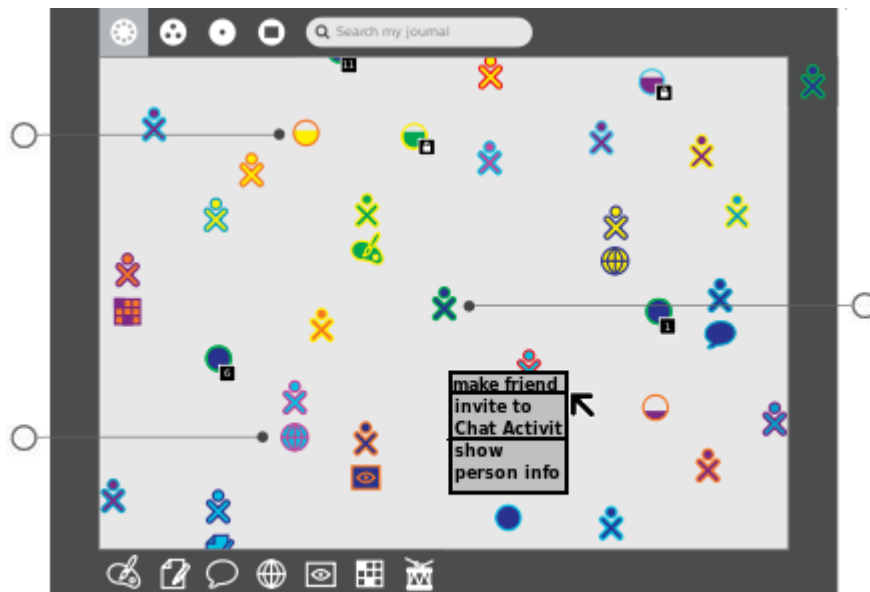 Search my journal
11
make friend
invite to
Chat Activit
show
person info
1
6